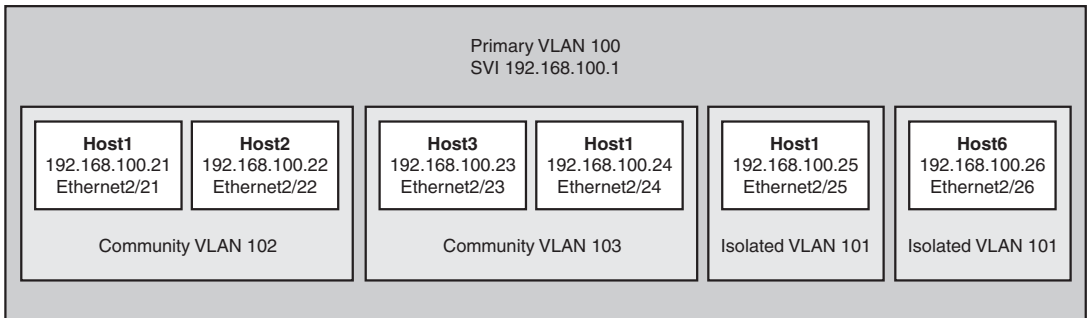 Primary VLAN 100
SVI 192.168.100.1
Host1
192.168.100.21
Ethernet2/21
Host2
192.168.100.22
Ethernet2/22
Community VLAN 102
Host3
192.168.100.23
Ethernet2/23
Host1
192.168.100.24
Ethernet2/24
Community VLAN 103
Host1
192.168.100.25
Ethernet2/25
Isolated VLAN 101
Host6
192.168.100.26
Ethernet2/26
Isolated VLAN 101